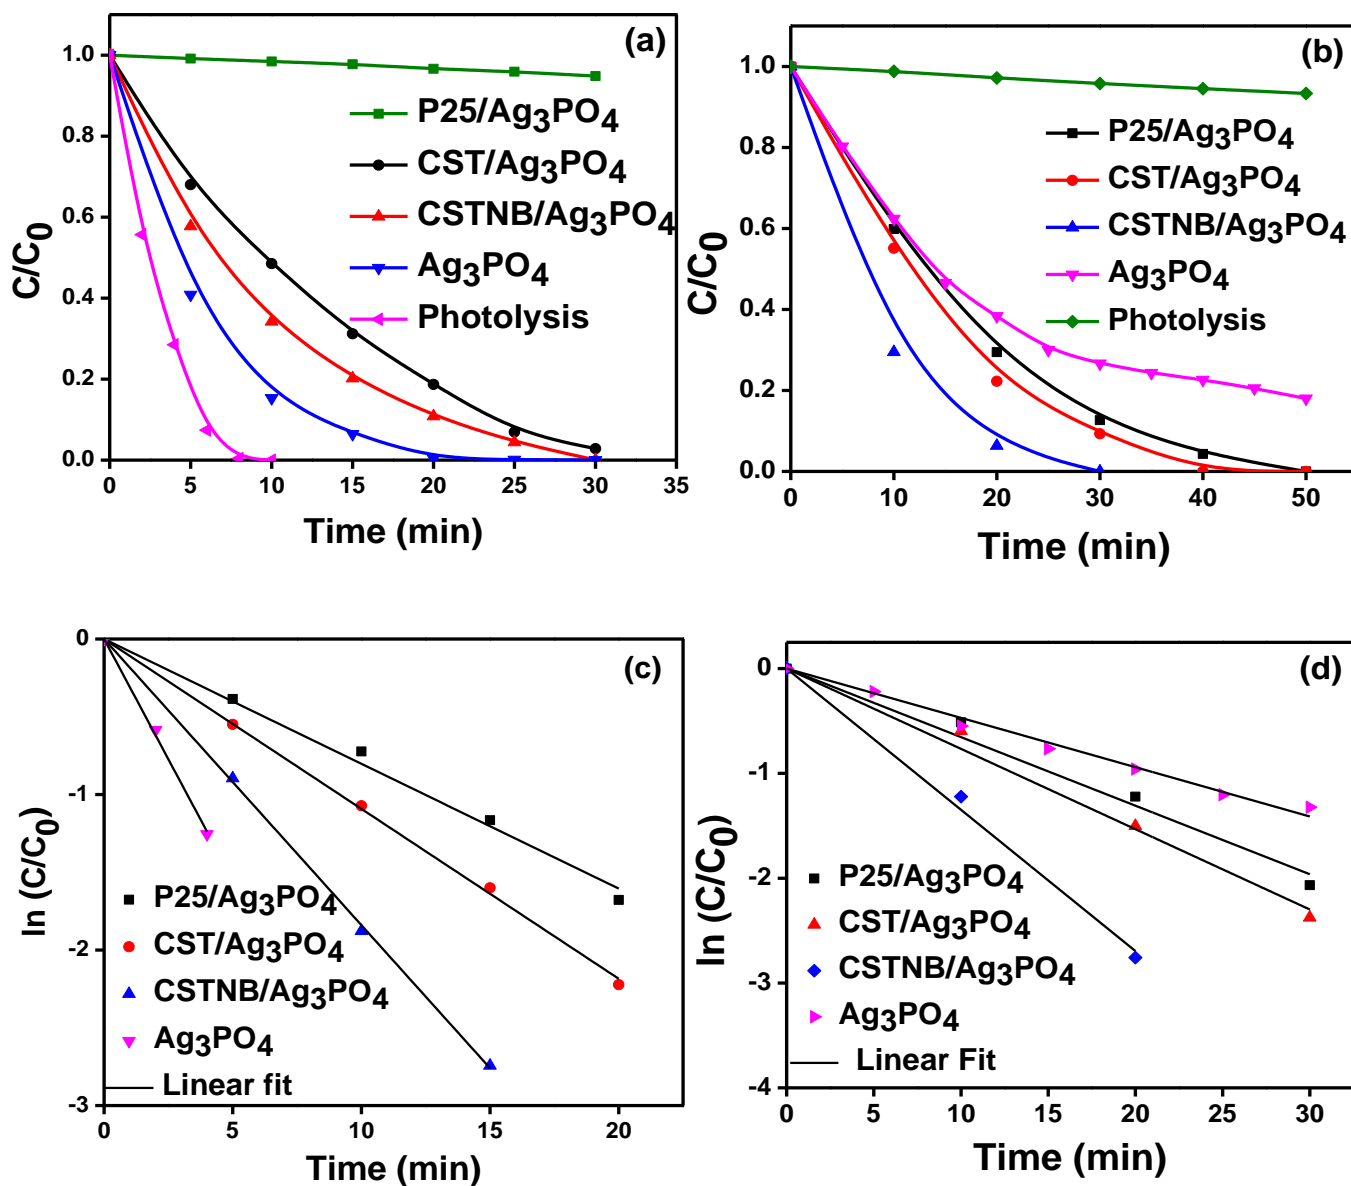 (a)
1.0
0.8
0.6
0.4
0.2
0.0
C/C0
P25/Ag3PO4
CST/Ag3PO4
CSTNB/Ag3PO4
Ag3PO4
Photolysis
0 5 10 15 20 25 30 35
Time (min)
(b)
1.0
0.8
0.6
0.4
0.2
0.0
C/C0
P25/Ag3PO4
CST/Ag3PO4
CSTNB/Ag3PO4
Ag3PO4
Photolysis
0 10 20 30 40 50
Time (min)
(c)
0
-1
-2
-3
ln (C/C0)
P25/Ag3PO4
CST/Ag3PO4
CSTNB/Ag3PO4
Ag3PO4
Linear fit
0 5 10 15 20
Time (min)
(d)
0
-1
-2
-3
-4
ln (C/C0)
P25/Ag3PO4
CST/Ag3PO4
CSTNB/Ag3PO4
Ag3PO4
Linear Fit
0 5 10 15 20 25 30
Time (min)